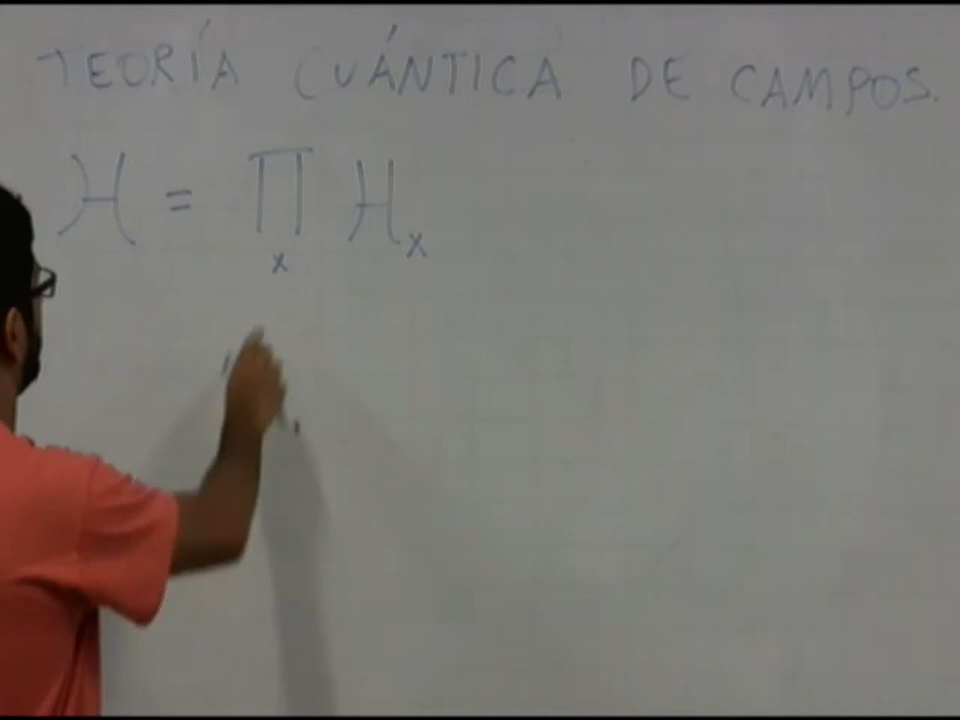 TEORÍA CUÁNTICA DE CAMPOS.
H = ∏ₓ Hₓ